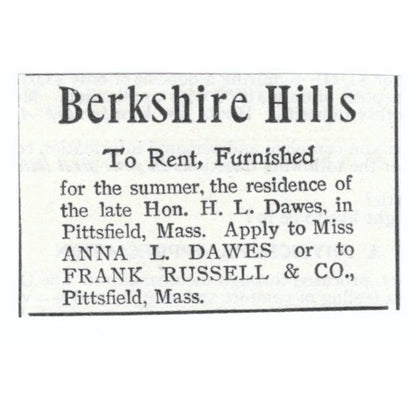 Berkshire Hills
To Rent, Furnished
for the summer, the residence of
the late Hon. H. L. Dawes, in
Pittsfield, Mass. Apply to Miss
ANNA L. DAWES or to
FRANK RUSSELL & CO.,
Pittsfield, Mass.